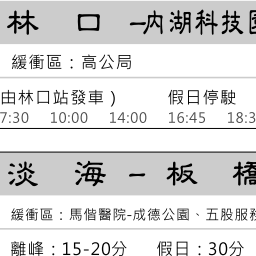 林 口 -內湖科技園
緩衝區：高公局
由林口站發車） 假日停駛
7:30 10:00 14:00 16:45 18:3
淡 海 - 板 橋
緩衝區：馬偕醫院-成德公園、五股服務
離峰：15-20分 假日：30分